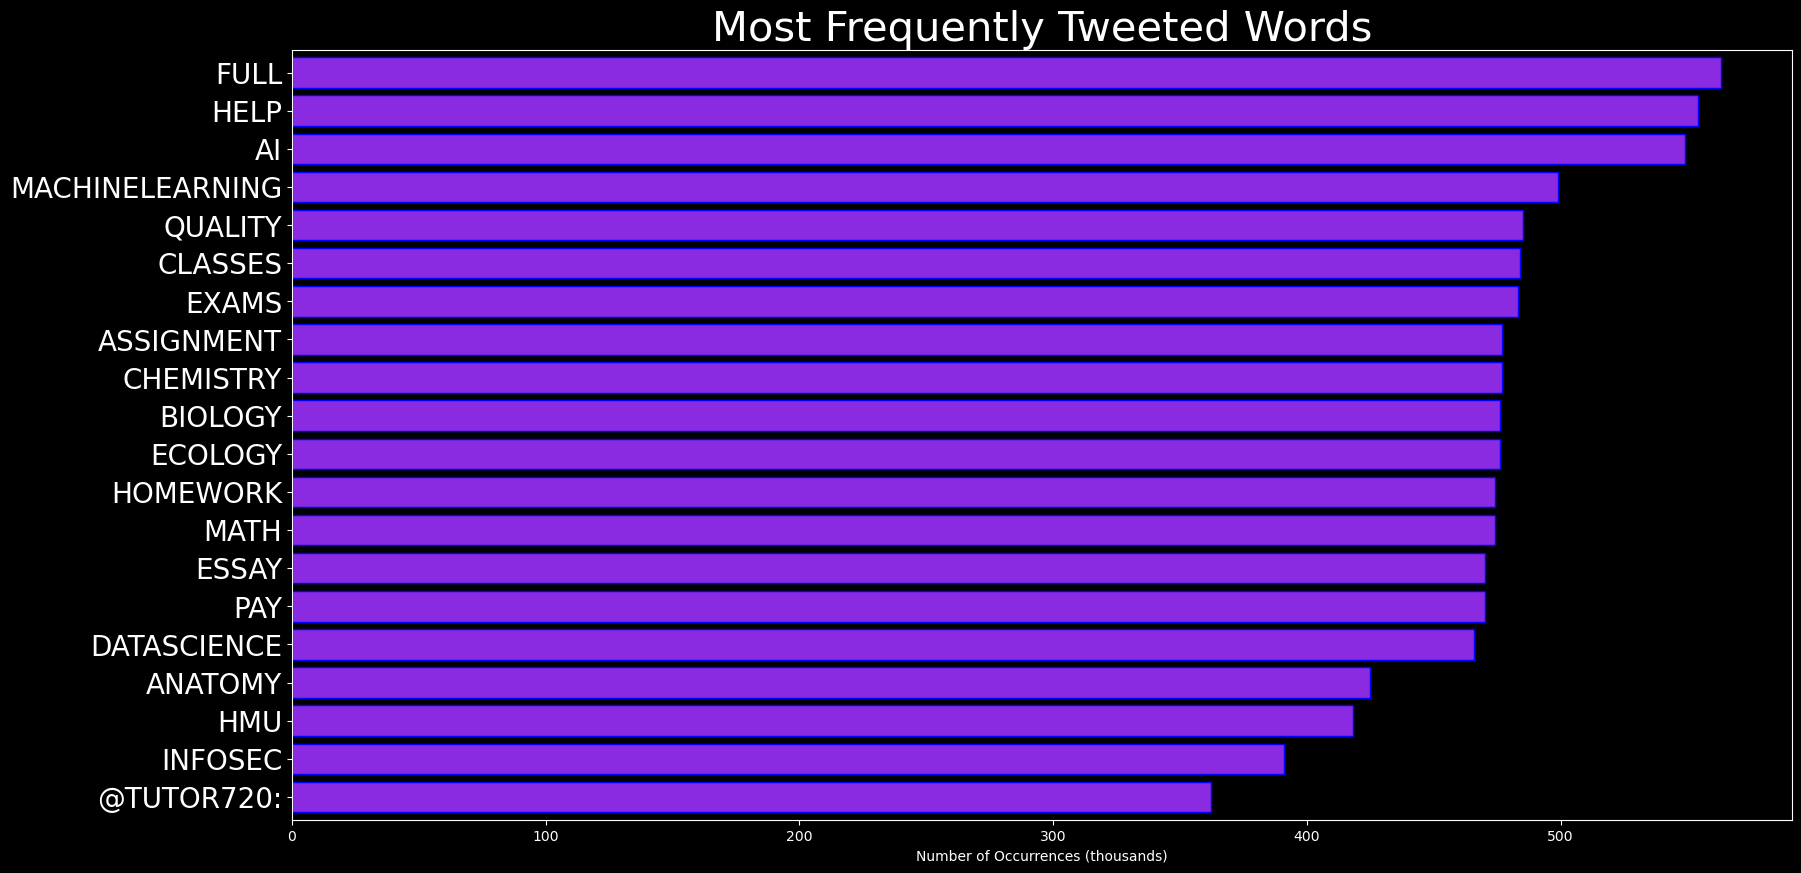 Most Frequently Tweeted Words
FULL
HELP
AI
MACHINELEARNING
QUALITY
CLASSES
EXAMS
ASSIGNMENT
CHEMISTRY
BIOLOGY
ECOLOGY
HOMEWORK
MATH
ESSAY
PAY
DATASCIENCE
ANATOMY
HMU
INFOSEC
@TUTOR720:
0 100 200 300 400 500
Number of Occurrences (thousands)